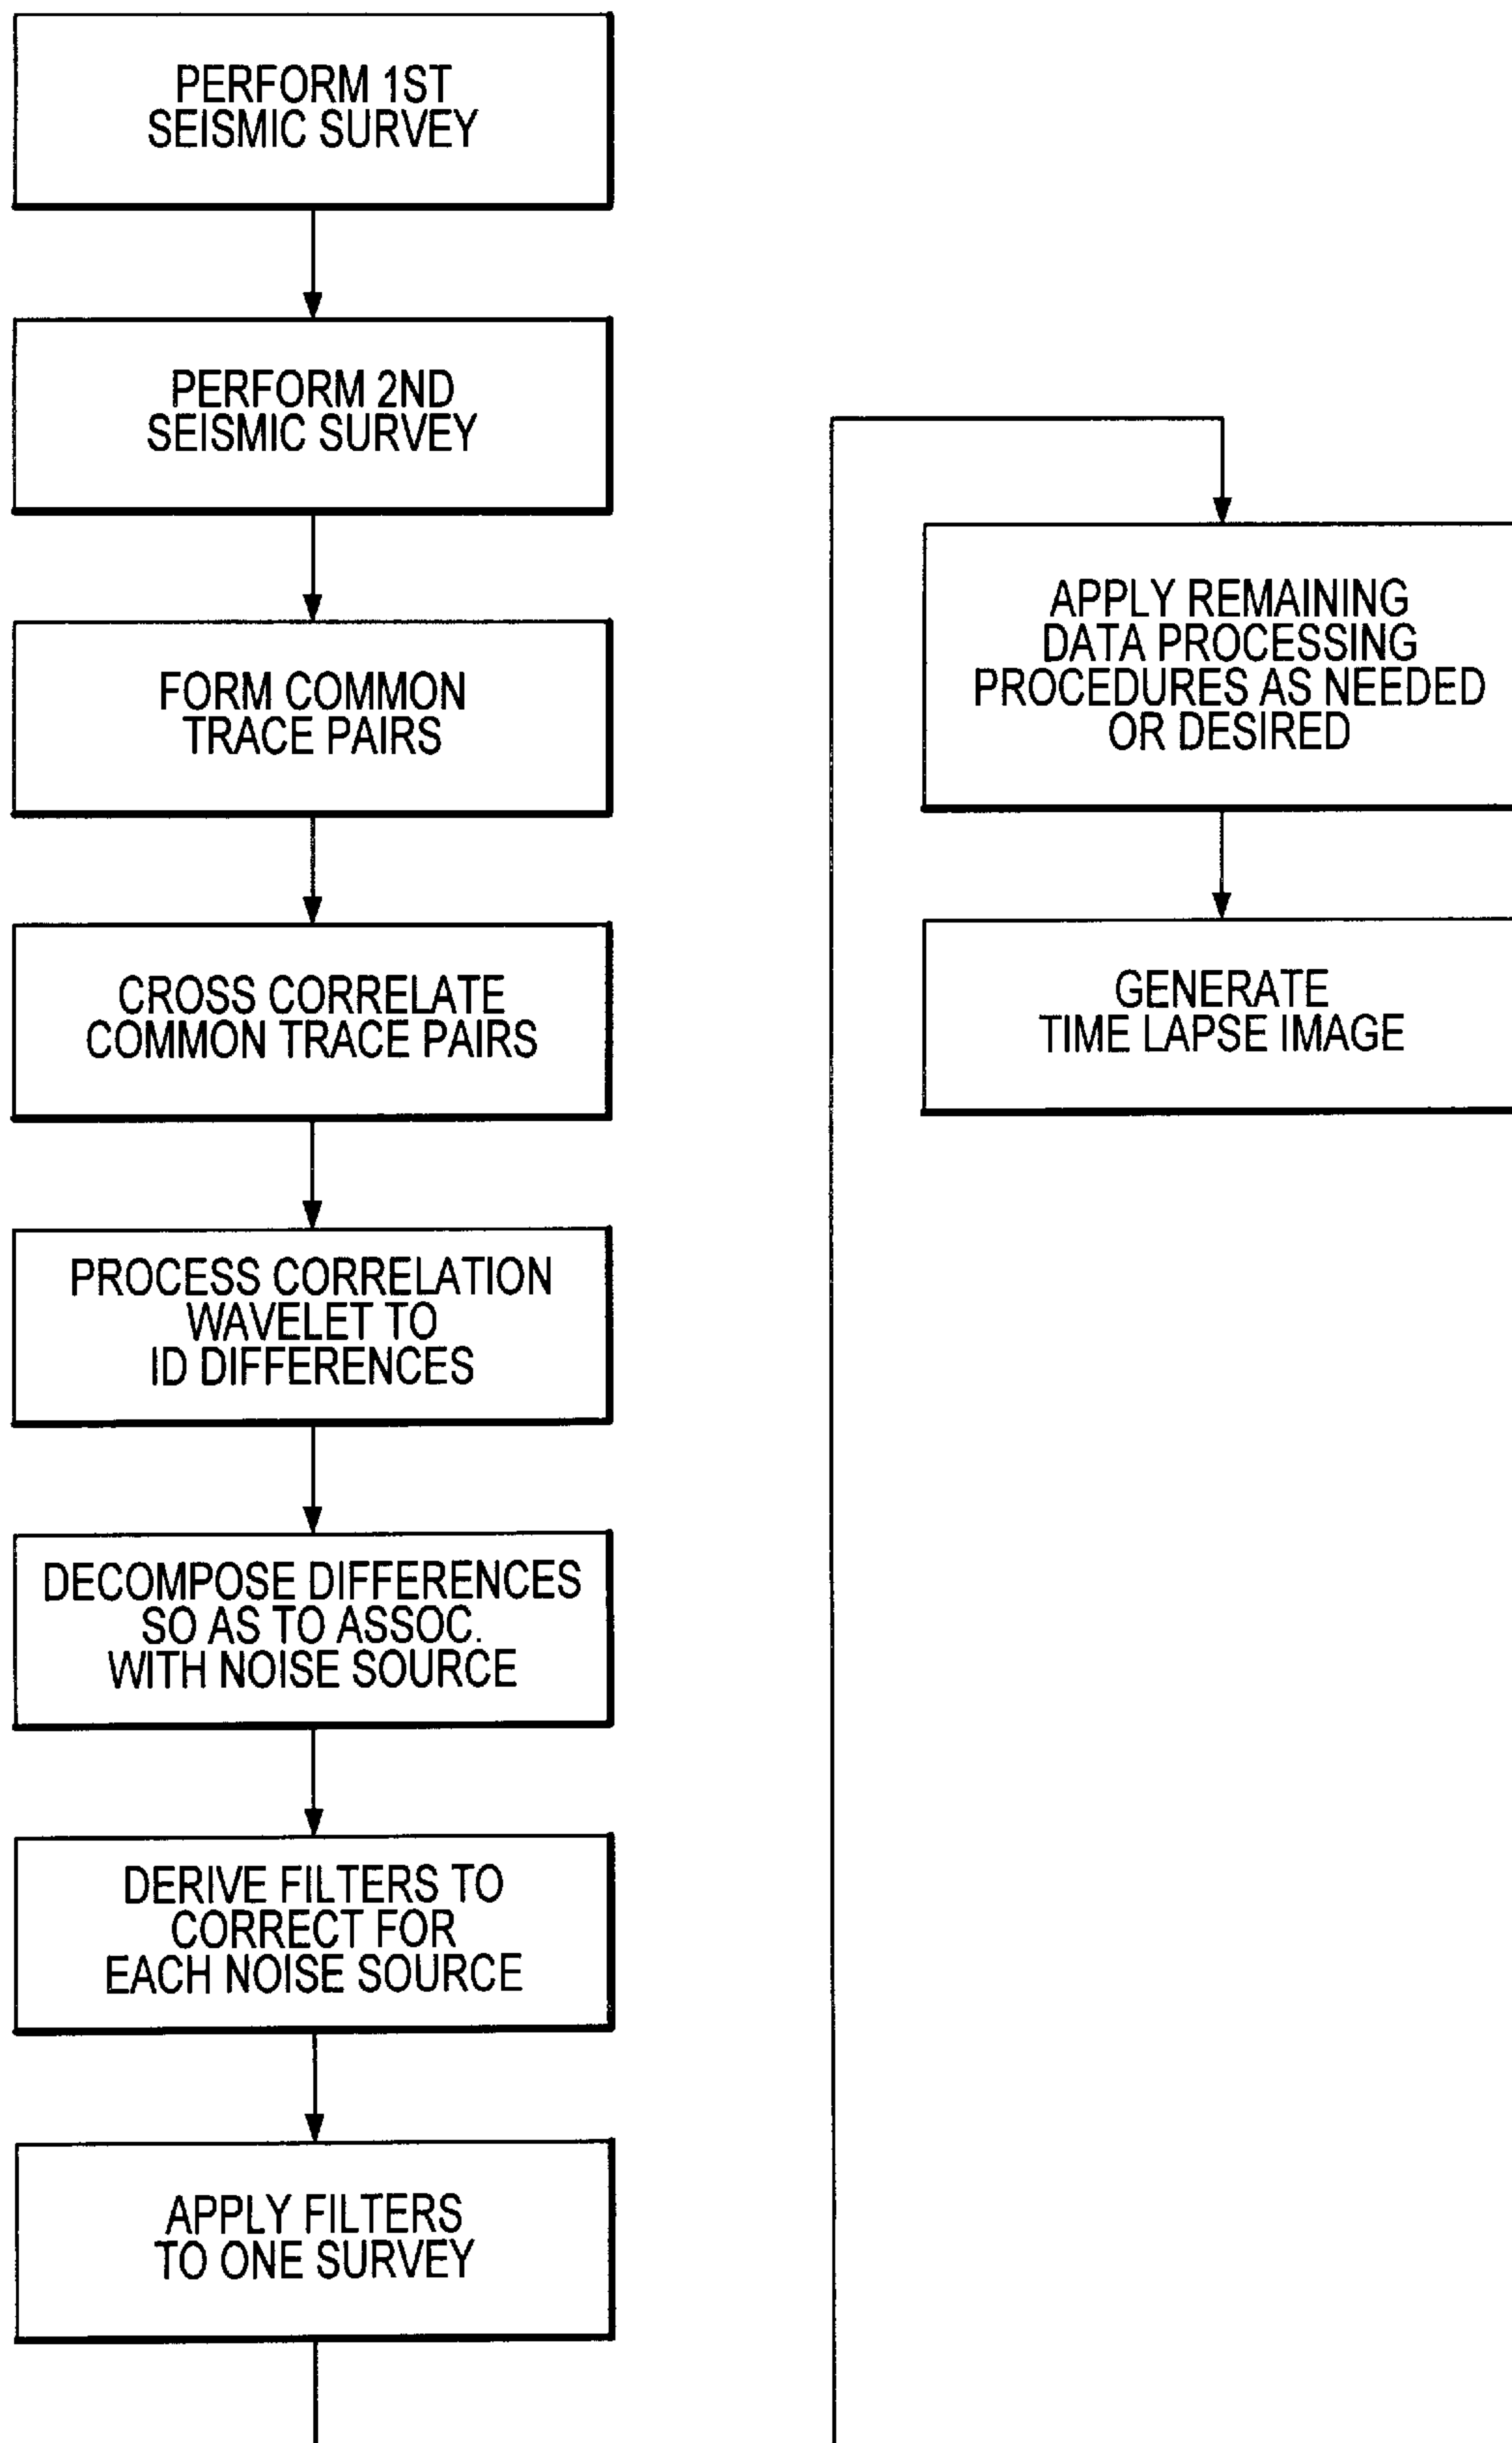 PERFORM 1ST
SEISMIC SURVEY
PERFORM 2ND
SEISMIC SURVEY
FORM COMMON
TRACE PAIRS
CROSS CORRELATE
COMMON TRACE PAIRS
PROCESS CORRELATION
WAVELET TO
ID DIFFERENCES
DECOMPOSE DIFFERENCES
SO AS TO ASSOC.
WITH NOISE SOURCE
DERIVE FILTERS TO
CORRECT FOR
EACH NOISE SOURCE
APPLY FILTERS
TO ONE SURVEY
APPLY REMAINING
DATA PROCESSING
PROCEDURES AS NEEDED
OR DESIRED
GENERATE
TIME LAPSE IMAGE